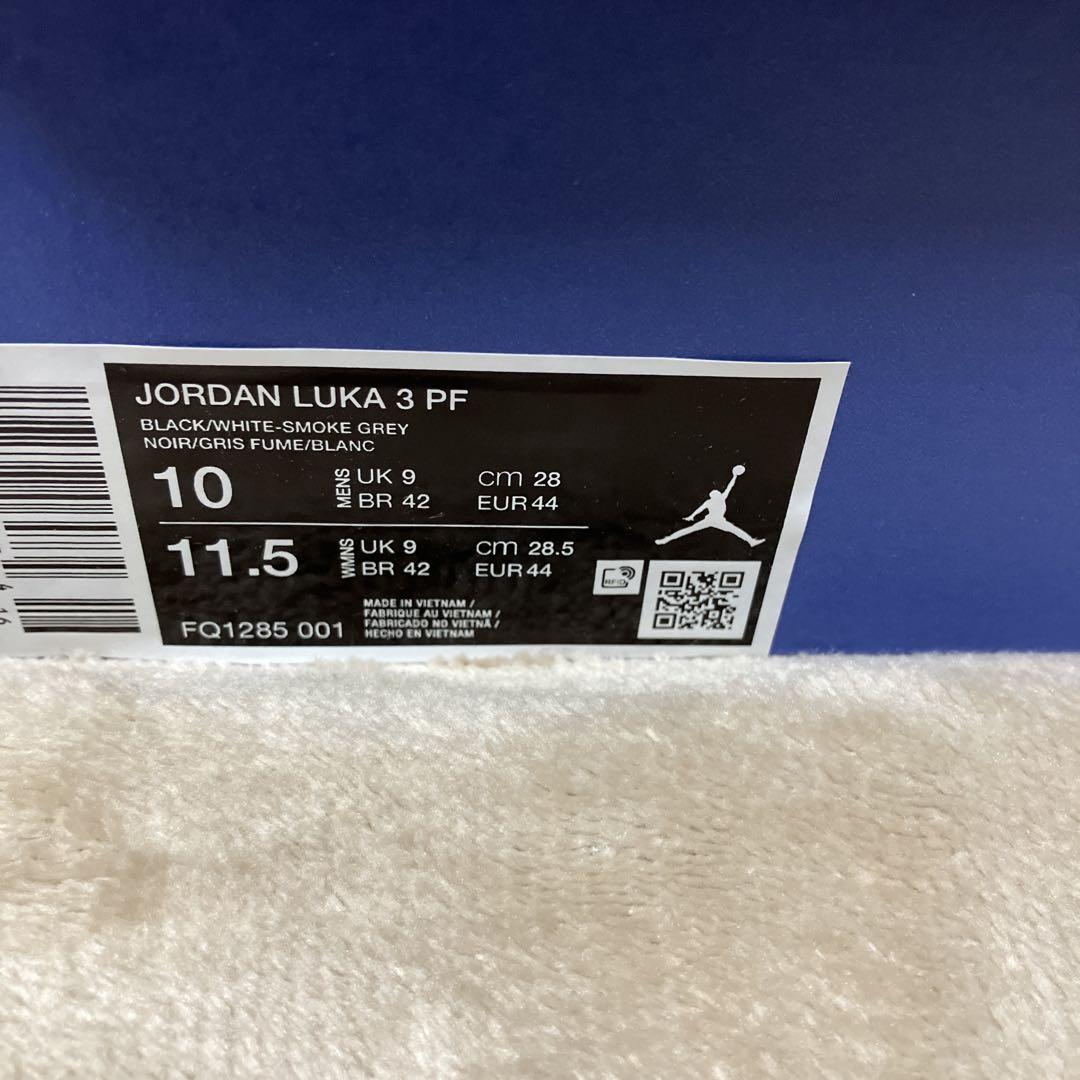 JORDAN LUKA 3 PF
BLACK/WHITE-SMOKE GREY
NOIR/GRIS FUME/BLANC
10 MENS UK 9 cm 28
BR 42 EUR 44
11.5 WMNS UK 9 cm 28.5
BR 42 EUR 44
RFID
FQ1285 001
MADE IN VIETNAM /
FABRIQUE AU VIETNAM /
FABRICADO NO VIETNÃ /
HECHO EN VIETNAM